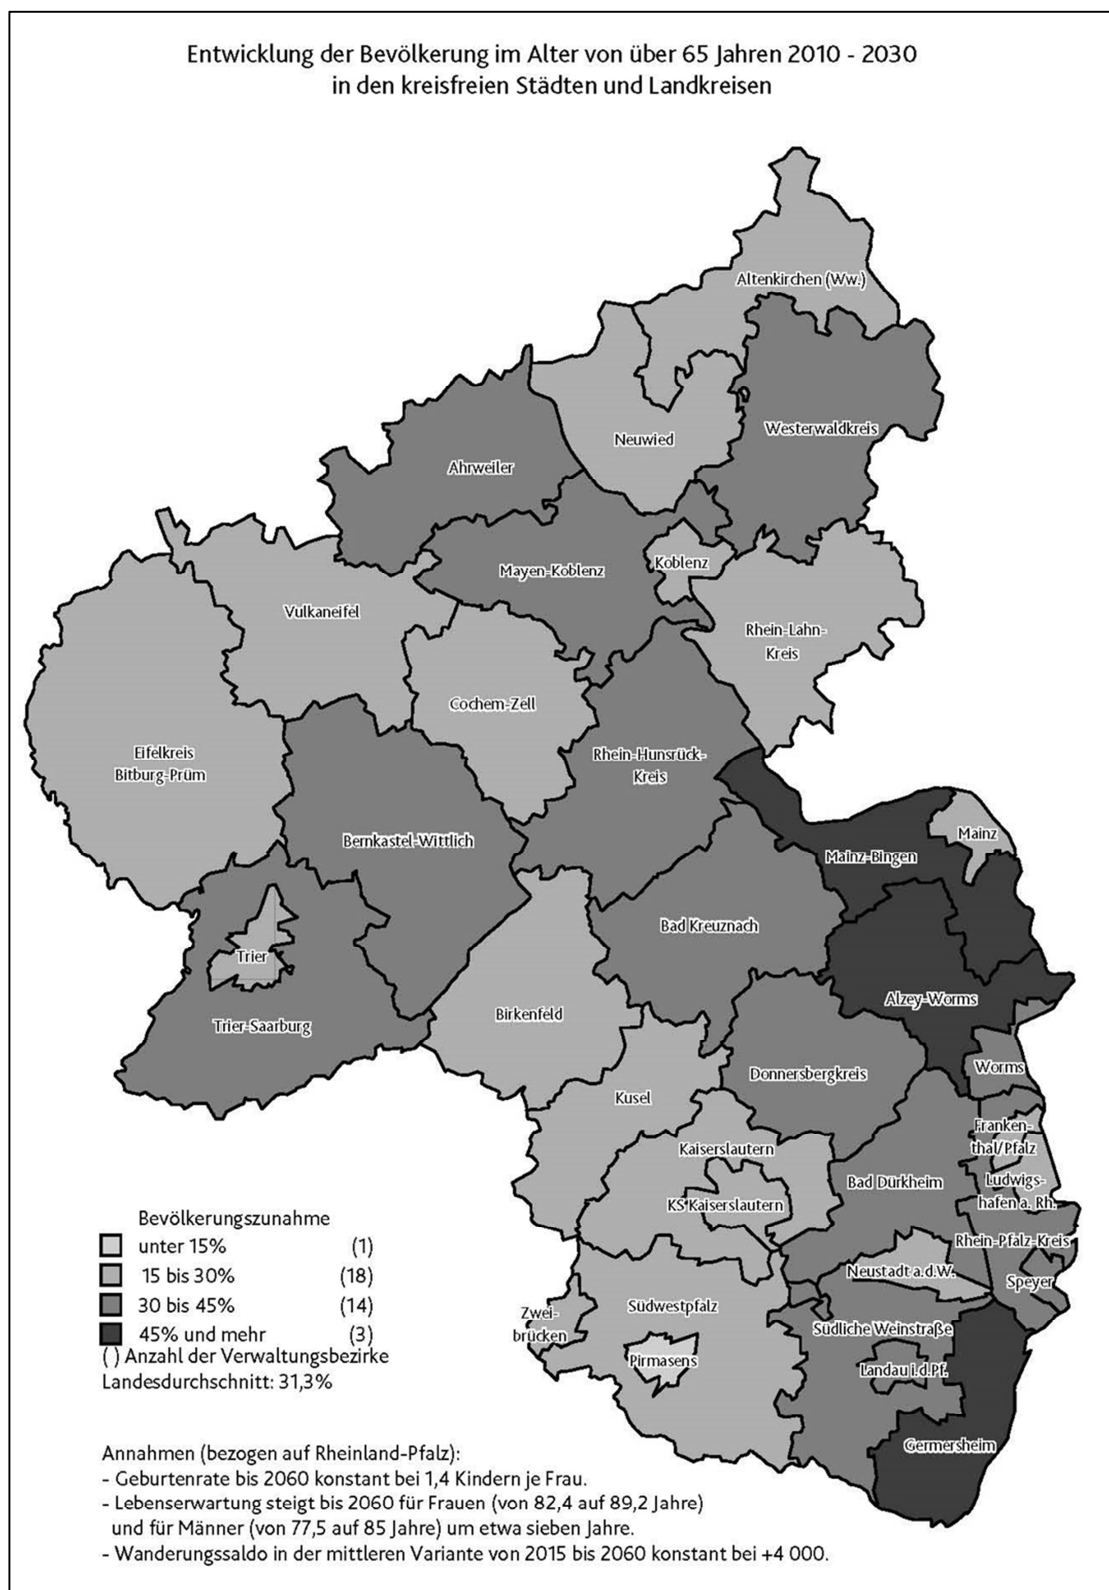 Entwicklung der Bevölkerung im Alter von über 65 Jahren 2010 - 2030
in den kreisfreien Städten und Landkreisen
Altenkirchen (Ww.)
Westerwaldkreis
Neuwied
Ahrweiler
Mayen-Koblenz
Koblenz
Vulkaneifel
Rhein-Lahn-
Kreis
Cochem-Zell
Eifelkreis
Bitburg-Prüm
Rhein-Hunsrück-
Kreis
Bernkastel-Wittlich
Mainz
Mainz-Bingen
Bad Kreuznach
Trier
Alzey-Worms
Birkenfeld
Trier-Saarburg
Worms
Donnersbergkreis
Kusel
Franken-
thal/Pfalz
Kaiserslautern
Bad Dürkheim
Ludwigs-
hafen a. Rh.
KS Kaiserslautern
Rhein-Pfalz-Kreis
Neustadt a.d.W.
Speyer
Südwestpfalz
Zwei-
brücken
Südliche Weinstraße
Pirmasens
Landau i.d.Pf.
Germersheim
Bevölkerungszunahme
unter 15% (1)
15 bis 30% (18)
30 bis 45% (14)
45% und mehr (3)
( ) Anzahl der Verwaltungsbezirke
Landesdurchschnitt: 31,3%
Annahmen (bezogen auf Rheinland-Pfalz):
- Geburtenrate bis 2060 konstant bei 1,4 Kindern je Frau.
- Lebenserwartung steigt bis 2060 für Frauen (von 82,4 auf 89,2 Jahre)
und für Männer (von 77,5 auf 85 Jahre) um etwa sieben Jahre.
- Wanderungssaldo in der mittleren Variante von 2015 bis 2060 konstant bei +4 000.